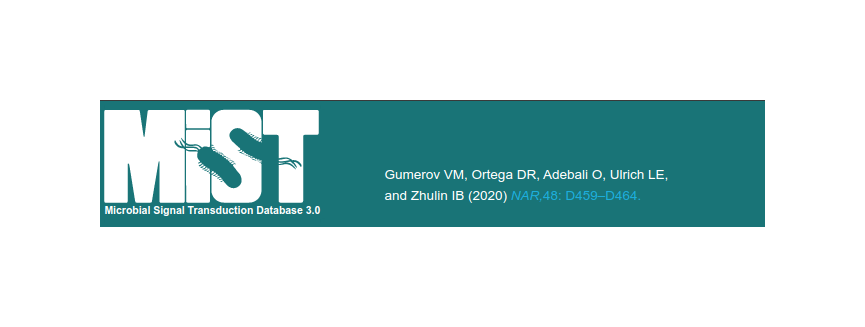 MiST
Microbial Signal Transduction Database 3.0
Gumerov VM, Ortega DR, Adebali O, Ulrich LE,
and Zhulin IB (2020) NAR,48: D459–D464.